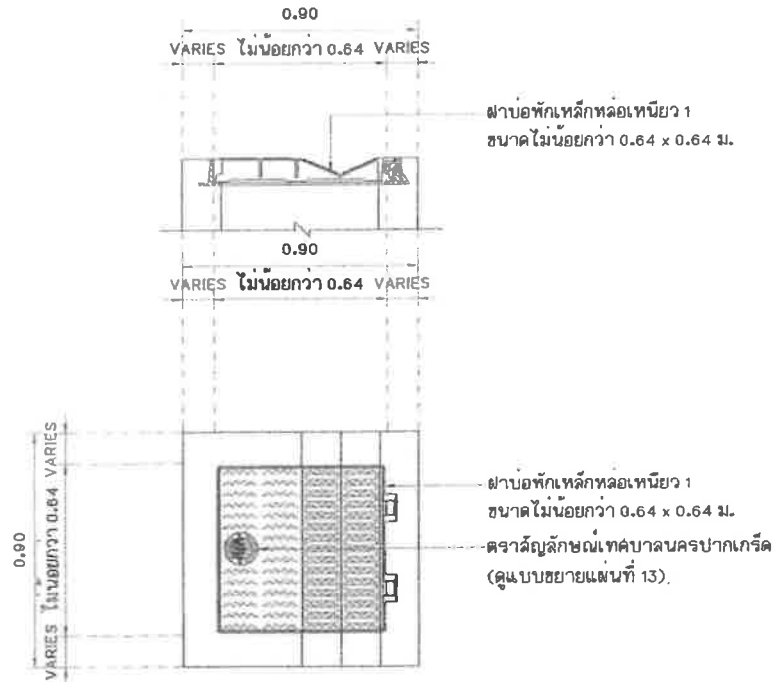 0.90
VARIES ไม่น้อยกว่า 0.64 VARIES
ฝาบ่อพักเหล็กหล่อเหนียว 1
ขนาดไม่น้อยกว่า 0.64 x 0.64 ม.
0.90
VARIES ไม่น้อยกว่า 0.64 VARIES
0.90
VARIES ไม่น้อยกว่า 0.64 VARIES
ฝาบ่อพักเหล็กหล่อเหนียว 1
ขนาดไม่น้อยกว่า 0.64 x 0.64 ม.
ตราสัญลักษณ์เทศบาลนครปากเกร็ด
(ดูแบบขยายแผ่นที่ 13)